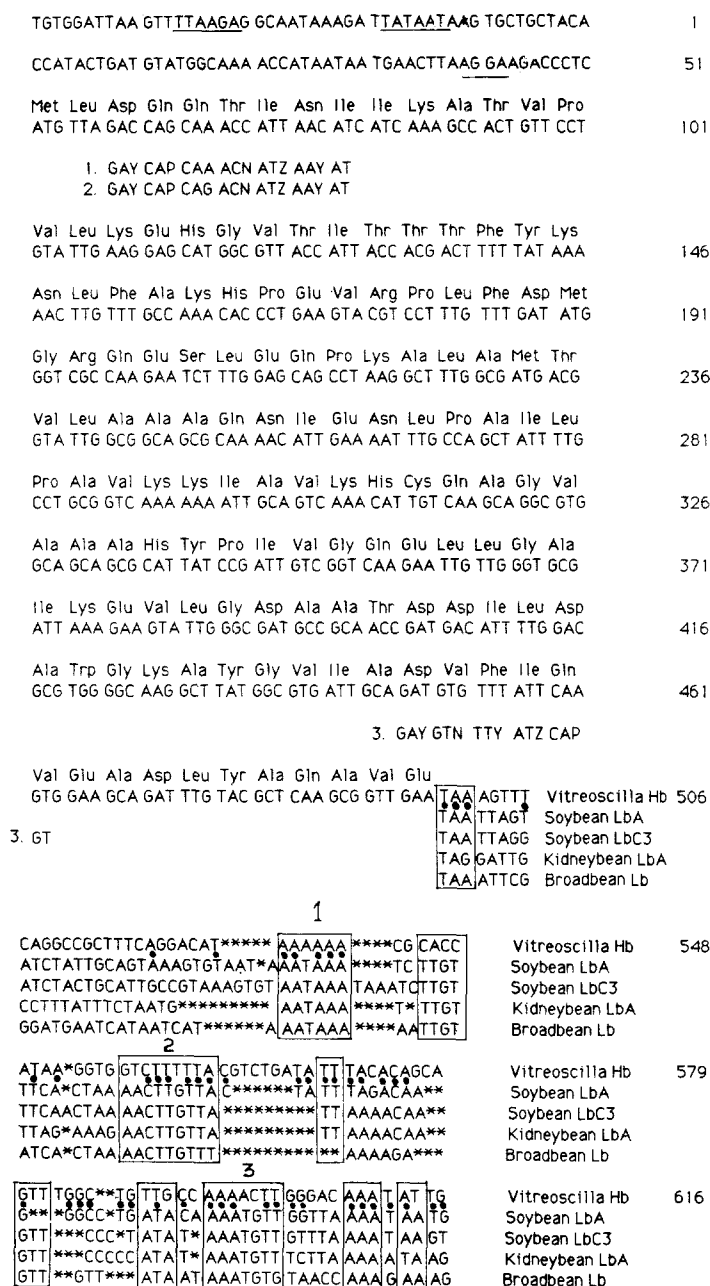 TGTGGATTAA GTTTTAAGAG GGCAATAAAGA TTATAATAAG TGCTGCTACA 1
CCATACTGAT GTATGGCAAA ACCATAATAA TGAACTTAAG GAAGACCCTC 51
Met Leu Asp Gln Gln Thr Ile Asn Ile Ile Lys Ala Thr Val Pro
ATG TTA GAC CAG CAA ACC ATT AAC ATC ATC AAA GCC ACT GTT CCT 101
1. GAY CAP CAA ACN ATZ AAY AT
2. GAY CAP CAG ACN ATZ AAY AT
Val Leu Lys Glu His Gly Val Thr Ile Thr Thr Thr Phe Tyr Lys
GTA TTG AAG GAG CAT GGC GTT ACC ATT ACC ACG ACT TTT TAT AAA 146
Asn Leu Phe Ala Lys His Pro Glu Val Arg Pro Leu Phe Asp Met
AAC TTG TTT GCC AAA CAC CCT GAA GTA CGT CCT TTG TTT GAT ATG 191
Gly Arg Gln Glu Ser Leu Glu Gln Pro Lys Ala Leu Ala Met Thr
GGT CGC CAA GAA TCT TTG GAG CAG CCT AAG GCT TTG GCG ATG ACG 236
Val Leu Ala Ala Ala Gln Asn Ile Glu Asn Leu Pro Ala Ile Leu
GTA TTG GCG GCA GCG CAA AAC ATT GAA AAT TTG CCA GCT ATT TTG 281
Pro Ala Val Lys Lys Ile Ala Val Lys His Cys Gln Ala Gly Val
CCT GCG GTC AAA AAA ATT GCA GTC AAA CAT TGT CAA GCA GGC GTG 326
Ala Ala Ala His Tyr Pro Ile Val Gly Gln Glu Leu Leu Gly Ala
GCA GCA GCG CAT TAT CCG ATT GTC GGT CAA GAA TTG TTG GGT GCG 371
Ile Lys Glu Val Leu Gly Asp Ala Ala Thr Asp Asp Ile Leu Asp
ATT AAA GAA GTA TTG GGC GAT GCC GCA ACC GAT GAC ATT TTG GAC 416
Ala Trp Gly Lys Ala Tyr Gly Val Ile Ala Asp Val Phe Ile Gln
GCG TGG GGC AAG GCT TAT GGC GTG ATT GCA GAT GTG TTT ATT CAA 461
3. GAY GTN TTY ATZ CAP
Val Glu Ala Asp Leu Tyr Ala Gln Ala Val Glu
GTG GAA GCA GAT TTG TAC GCT CAA GCG GTT GAA TAA AGTTT Vitreoscilla Hb 506
TAA TTAGT Soybean LbA
3. GT TAA TTAGG Soybean LbC3
TAG GATTG Kidneybean LbA
TAA ATTCG Broadbean Lb
1
CAGGCCGCTTTCAGGACAT***** AAAAAA ****CG CACC Vitreoscilla Hb 548
ATCTATTGCAGTAAAGTGTAAT*A AATAAA ****TC TTGT Soybean LbA
ATCTACTGCATTGCCGTAAAGTGT AATAAA TAAATC TTGT Soybean LbC3
CCTTTATTTCTAATG********* AATAAA ****T* TTGT Kidneybean LbA
GGATGAATCATAATCAT******A AATAAA ****AA TTGT Broadbean Lb
2
ATAA*GGTG GTCTTTTTA CGTCTGATA TT TACACAGCA Vitreoscilla Hb 579
TTCA*CTAA AACTTGTTA C******TA TT TAGACAA** Soybean LbA
TTCAACTAA AACTTGTTA ********* TT AAAACAA** Soybean LbC3
TTAG*AAAG AACTTGTTA ********* TT AAAACAA** Kidneybean LbA
ATCA*CTAA AACTTGTTT ********* ** AAAAGA*** Broadbean Lb
3
GTT TGGC**TG TTG CC AAAACTT GGGAC AAA T AT TG Vitreoscilla Hb 616
G** *GGCC*TG ATA CA AAATGTT GGTTA AAA T AA TG Soybean LbA
GTT ***CCC*T ATA T* AAATGTT GTTTA AAA T AA GT Soybean LbC3
GTT ***CCCCC ATA T* AAATGTT TCTTA AAA A TA AG Kidneybean LbA
GTT **GTT*** ATA AT AAATGTG TAACC AAA G AA AG Broadbean Lb